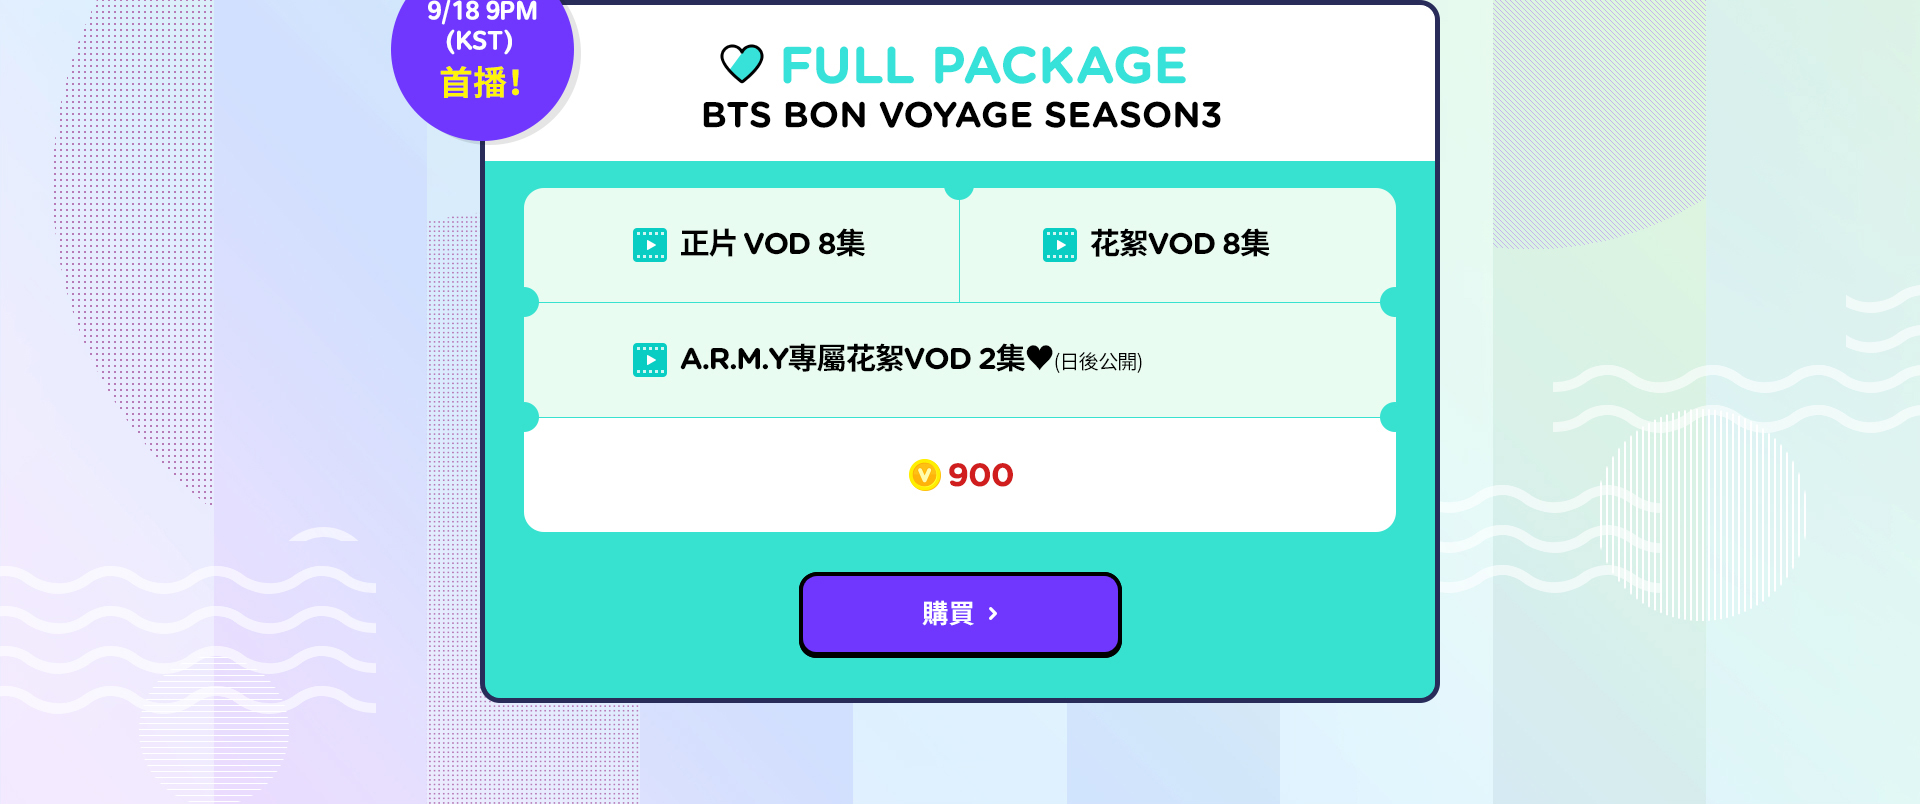 9/18 9PM
(KST)
首播!
FULL PACKAGE
BTS BON VOYAGE SEASON3
正片 VOD 8集
花絮VOD 8集
A.R.M.Y專屬花絮VOD 2集♥(日後公開)
V 900
購買 ›